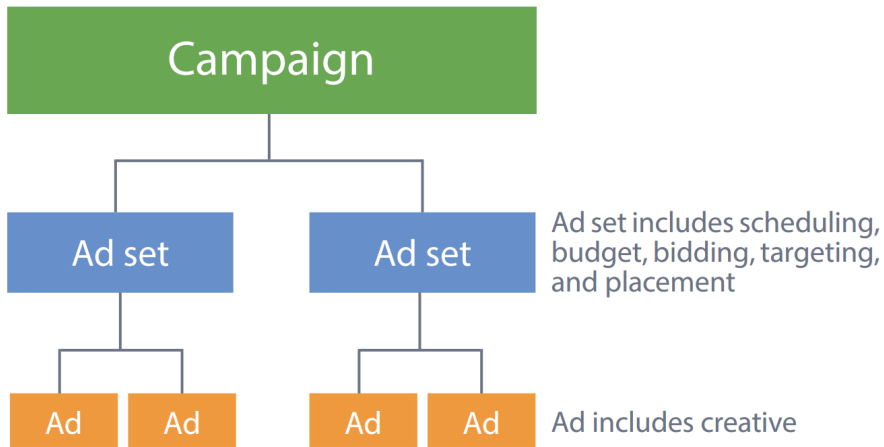 Campaign
Ad set
Ad set
Ad set includes scheduling,
budget, bidding, targeting,
and placement
Ad
Ad
Ad
Ad
Ad includes creative